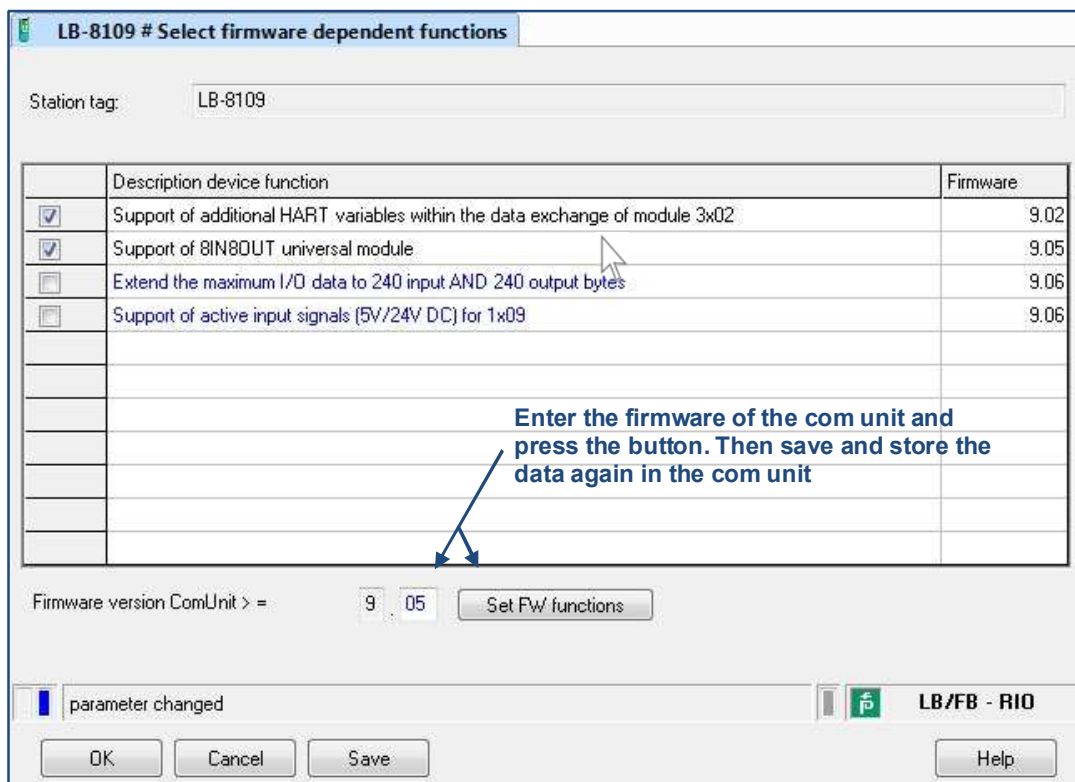 LB-8109 # Select firmware dependent functions
Station tag: LB-8109
Description device function Firmware
Support of additional HART variables within the data exchange of module 3x02 9.02
Support of 8IN8OUT universal module 9.05
Extend the maximum I/O data to 240 input AND 240 output bytes 9.06
Support of active input signals (5V/24V DC) for 1x09 9.06
Enter the firmware of the com unit and
press the button. Then save and store the
data again in the com unit
Firmware version ComUnit > = 9 . 05 Set FW functions
parameter changed LB/FB - RIO
OK Cancel Save Help